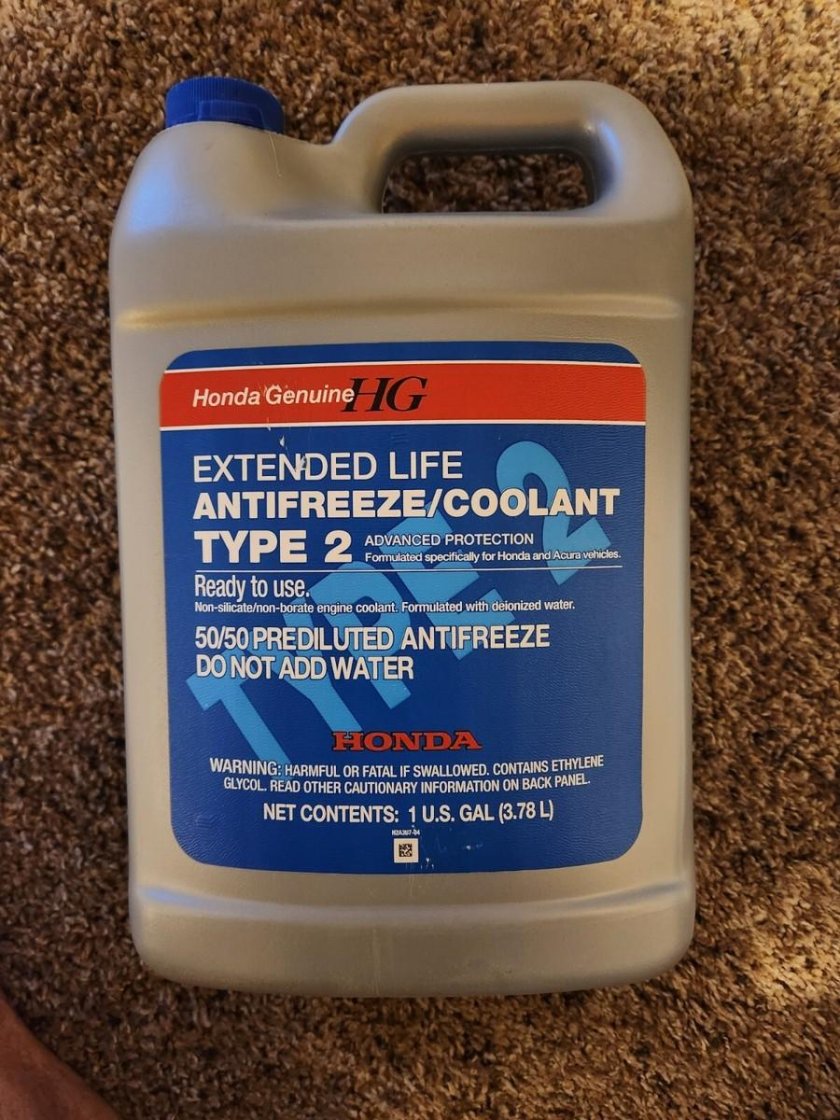 Honda Genuine HG
EXTENDED LIFE
ANTIFREEZE/COOLANT
TYPE 2 ADVANCED PROTECTION
Formulated specifically for Honda and Acura vehicles.
Ready to use.
Non-silicate/non-borate engine coolant. Formulated with deionized water.
50/50 PREDILUTED ANTIFREEZE
DO NOT ADD WATER
TYPE 2
HONDA
WARNING: HARMFUL OR FATAL IF SWALLOWED. CONTAINS ETHYLENE
GLYCOL. READ OTHER CAUTIONARY INFORMATION ON BACK PANEL.
NET CONTENTS: 1 U.S. GAL (3.78 L)